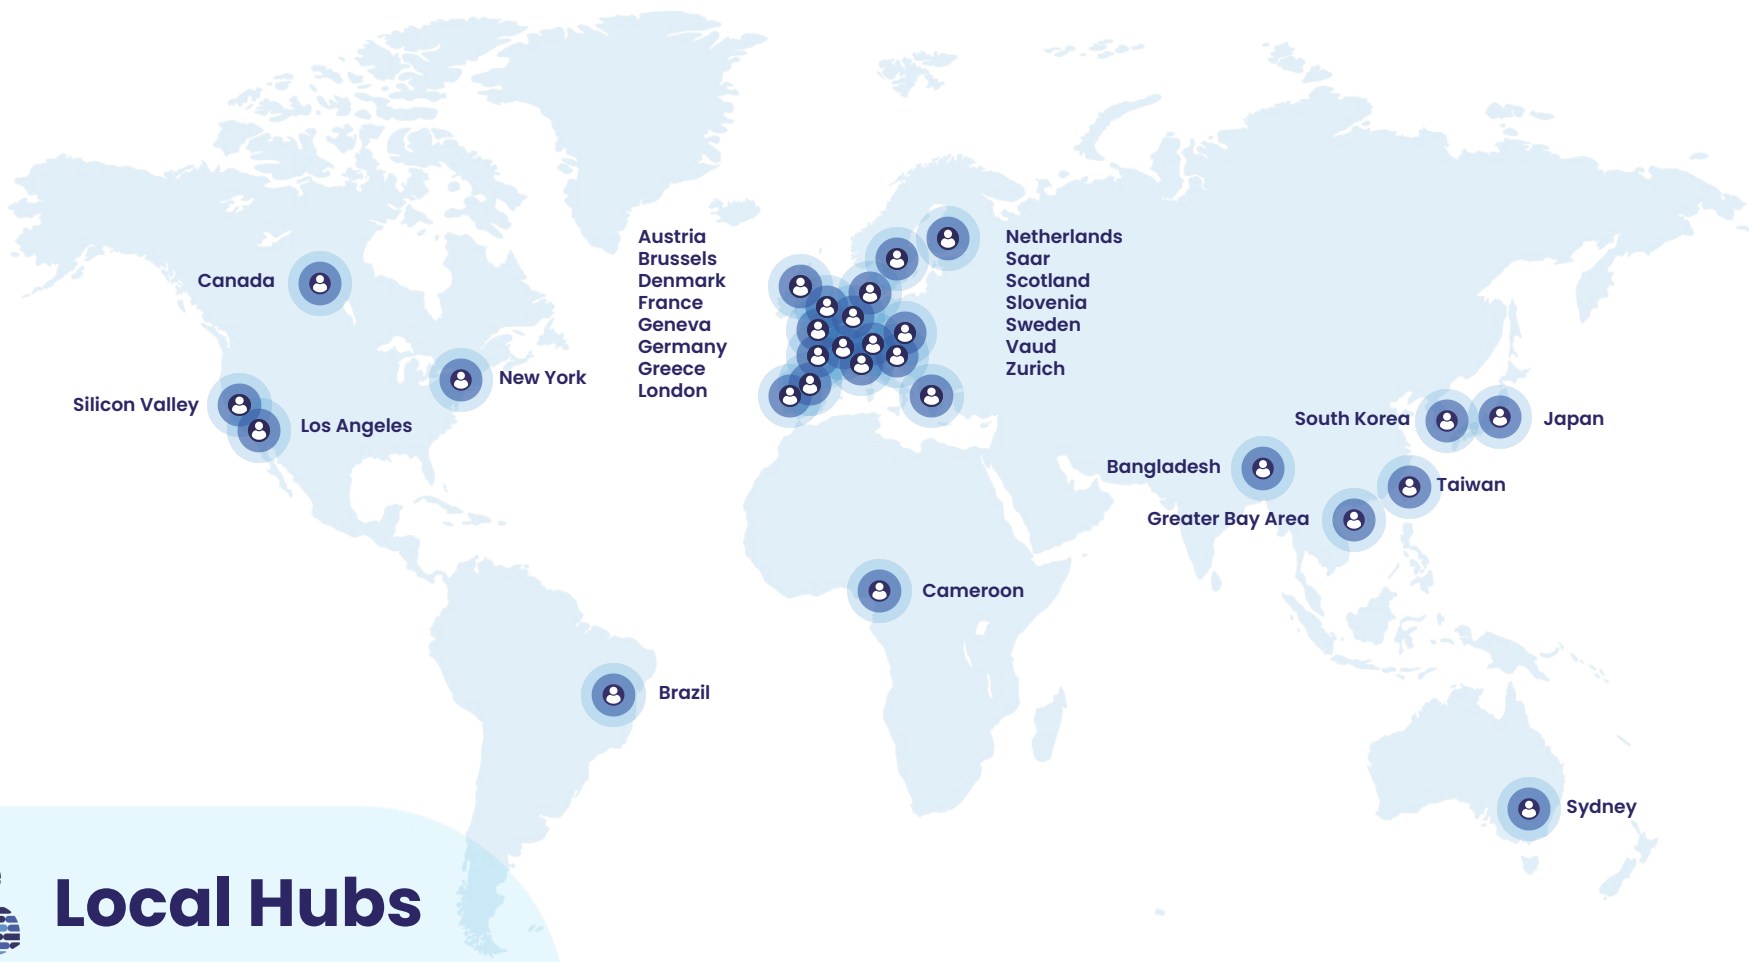 Austria
Brussels
Denmark
France
Geneva
Germany
Greece
London
Netherlands
Saar
Scotland
Slovenia
Sweden
Vaud
Zurich
Canada
New York
Silicon Valley
Los Angeles
South Korea
Japan
Bangladesh
Taiwan
Greater Bay Area
Cameroon
Brazil
Sydney
Local Hubs